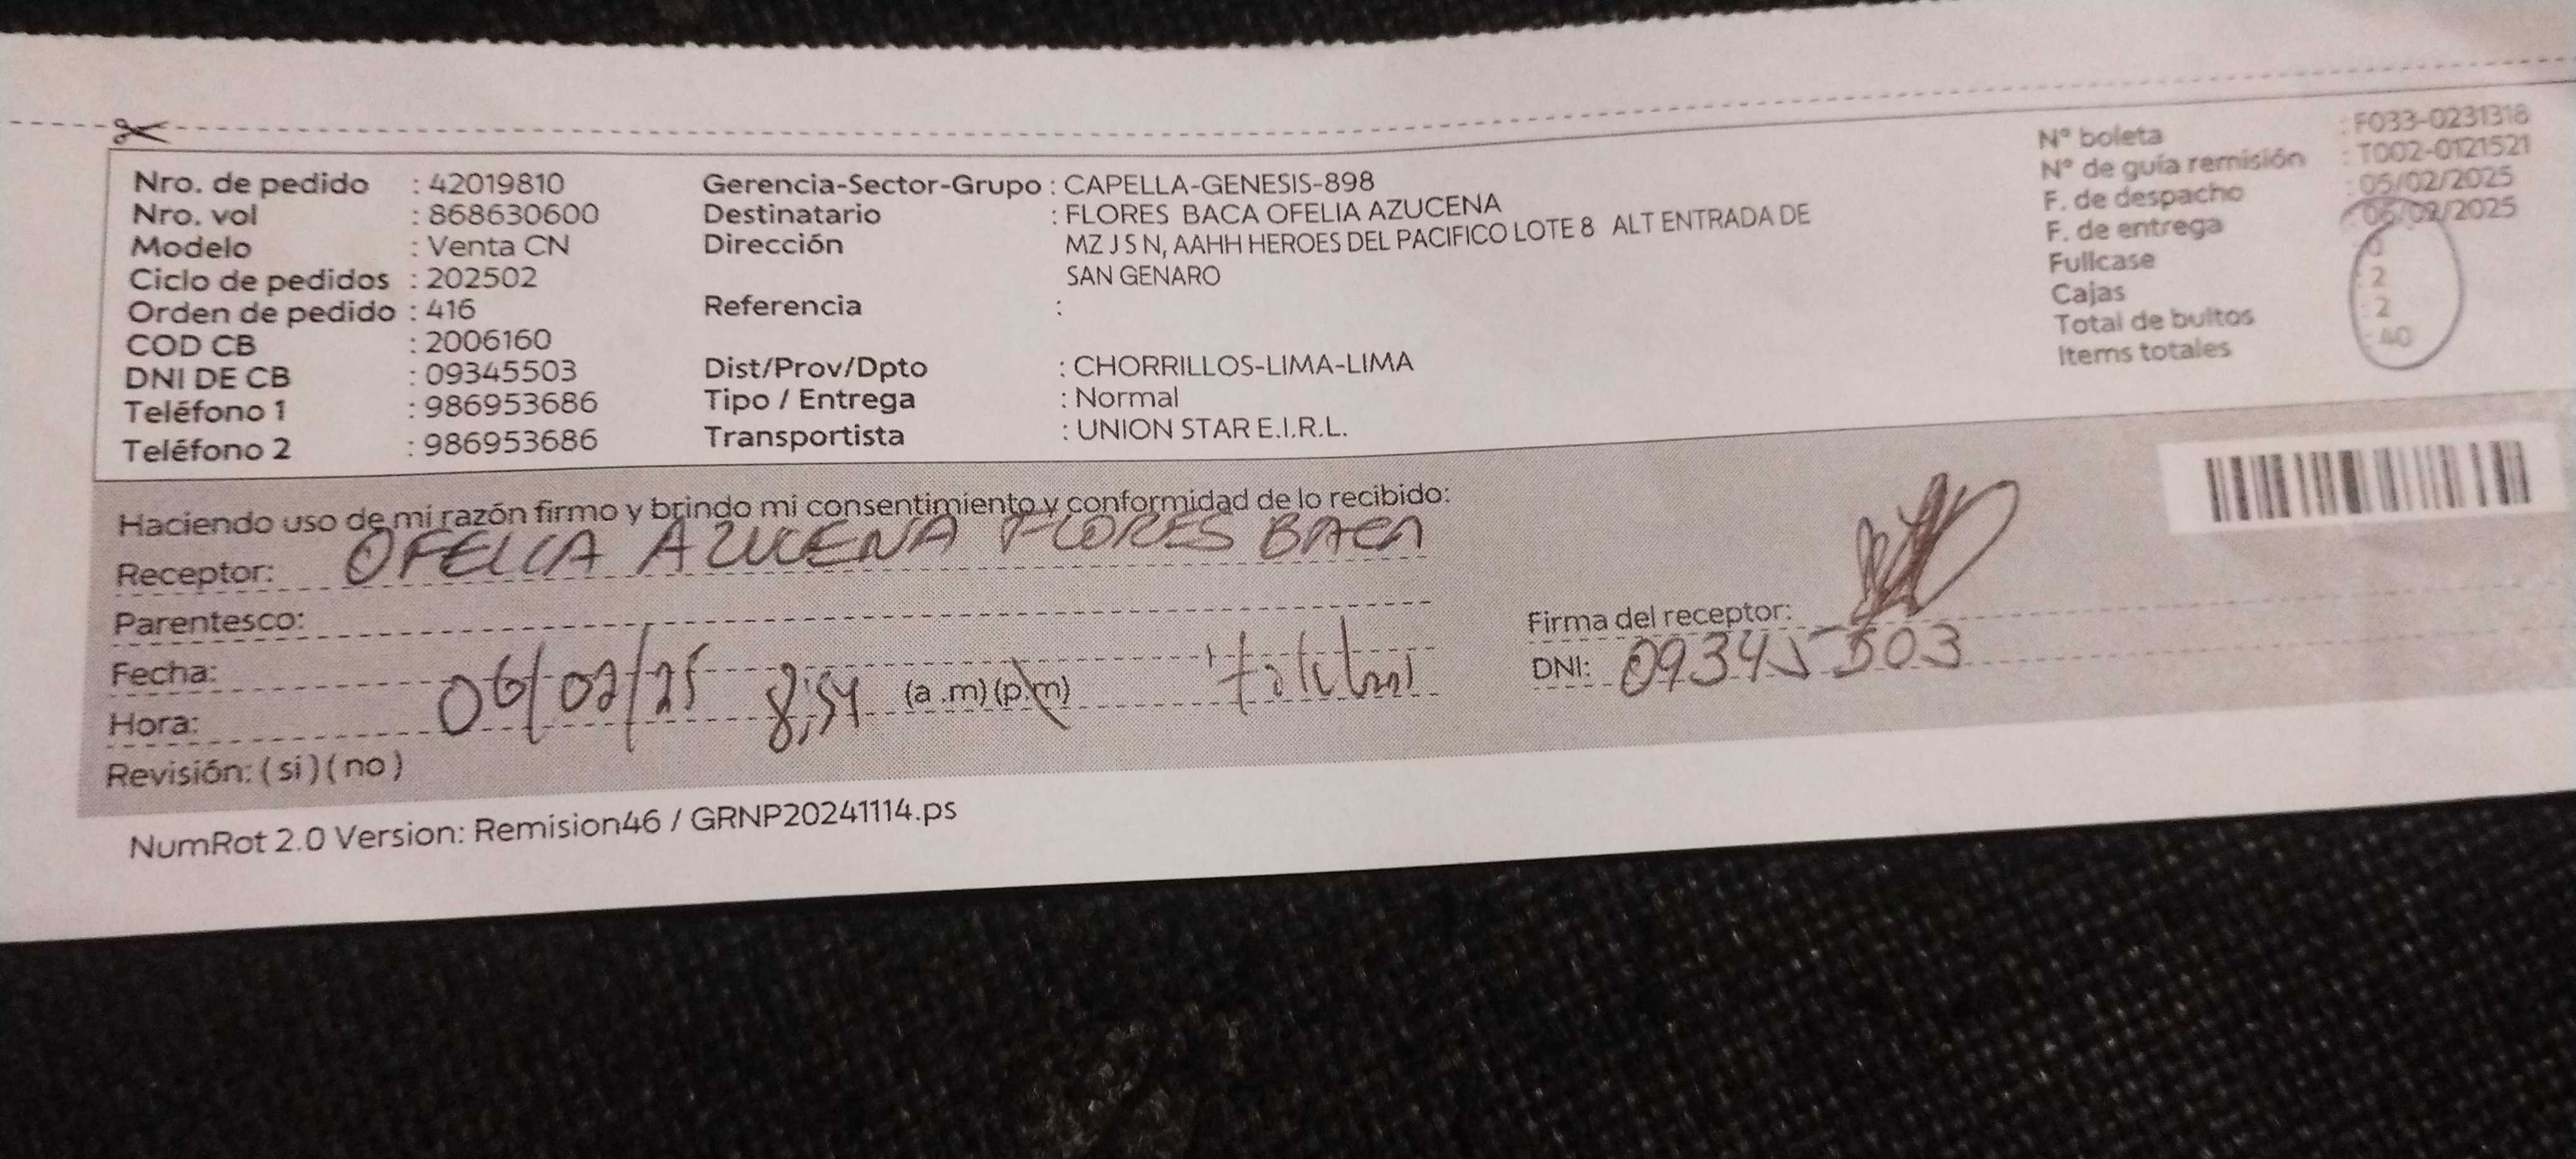 Nro. de pedido : 42019810
Nro. vol : 868630600
Modelo : Venta CN
Ciclo de pedidos : 202502
Orden de pedido : 416
COD CB : 2006160
DNI DE CB : 09345503
Teléfono 1 : 986953686
Teléfono 2 : 986953686
Gerencia-Sector-Grupo : CAPELLA-GENESIS-898
Destinatario : FLORES BACA OFELIA AZUCENA
Dirección MZ J S N, AAHH HEROES DEL PACIFICO LOTE 8 ALT ENTRADA DE
SAN GENARO
Referencia :
Dist/Prov/Dpto : CHORRILLOS-LIMA-LIMA
Tipo / Entrega : Normal
Transportista : UNION STAR E.I.R.L.
N° boleta : F033-0231318
N° de guía remisión : T002-0121521
F. de despacho : 05/02/2025
F. de entrega : 06/02/2025
Fullcase : 0
Cajas : 2
Total de bultos : 2
Items totales : 40
Haciendo uso de mi razón firmo y brindo mi consentimiento y conformidad de lo recibido:
Receptor: OFELIA AZUCENA FLORES BACA
Parentesco:
Fecha: 06/02/25
Hora: 8:54 (a .m) (p.m)
Revisión: ( si ) ( no )
Firma del receptor:
DNI: 09345503
NumRot 2.0 Version: Remision46 / GRNP20241114.ps